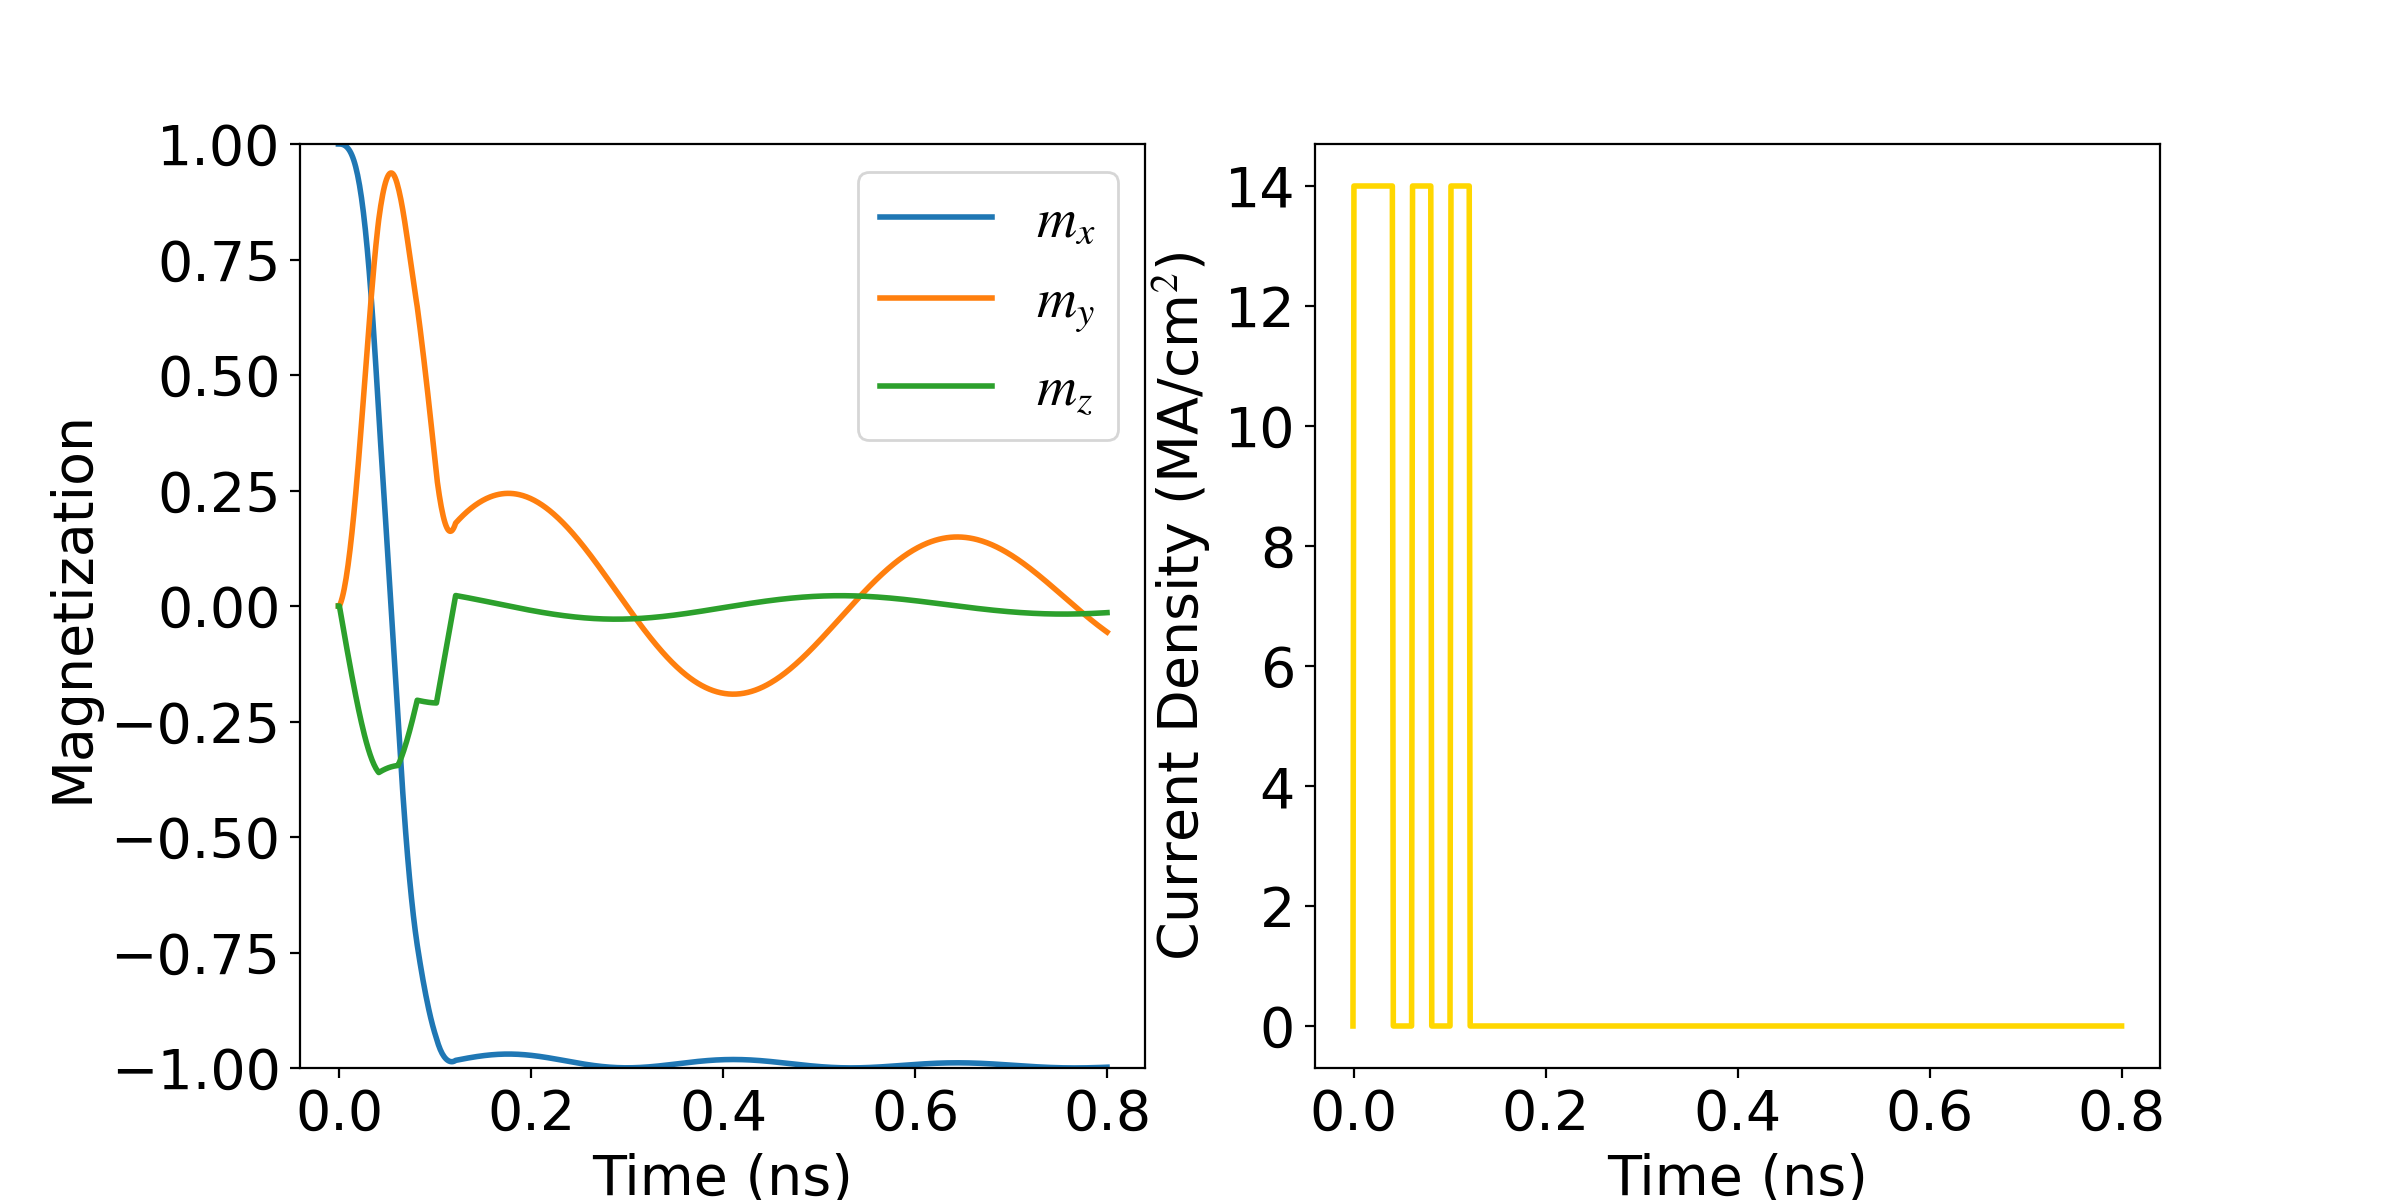 1.00
0.75
0.50
0.25
0.00
−0.25
−0.50
−0.75
−1.00
Magnetization
0.0 0.2 0.4 0.6 0.8
Time (ns)
m_x
m_y
m_z
14
12
10
8
6
4
2
0
Current Density (MA/cm²)
0.0 0.2 0.4 0.6 0.8
Time (ns)